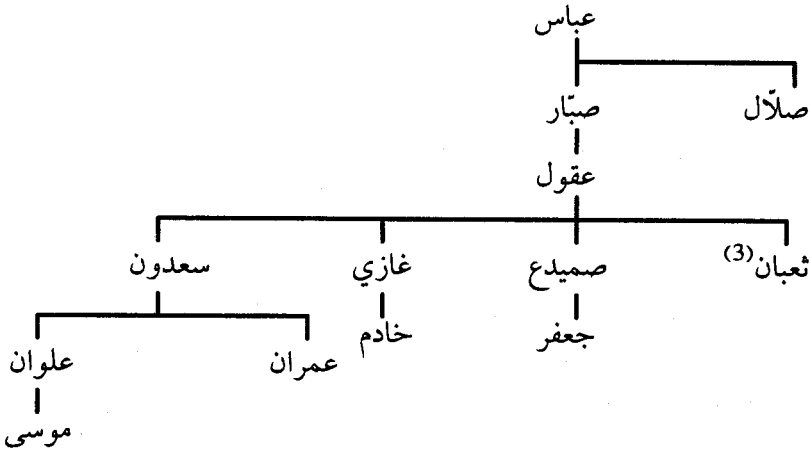 عباس
صلّال صبّار
عقول
ثعبان(3) صميدع غازي سعدون
جعفر خادم عمران علوان
موسى